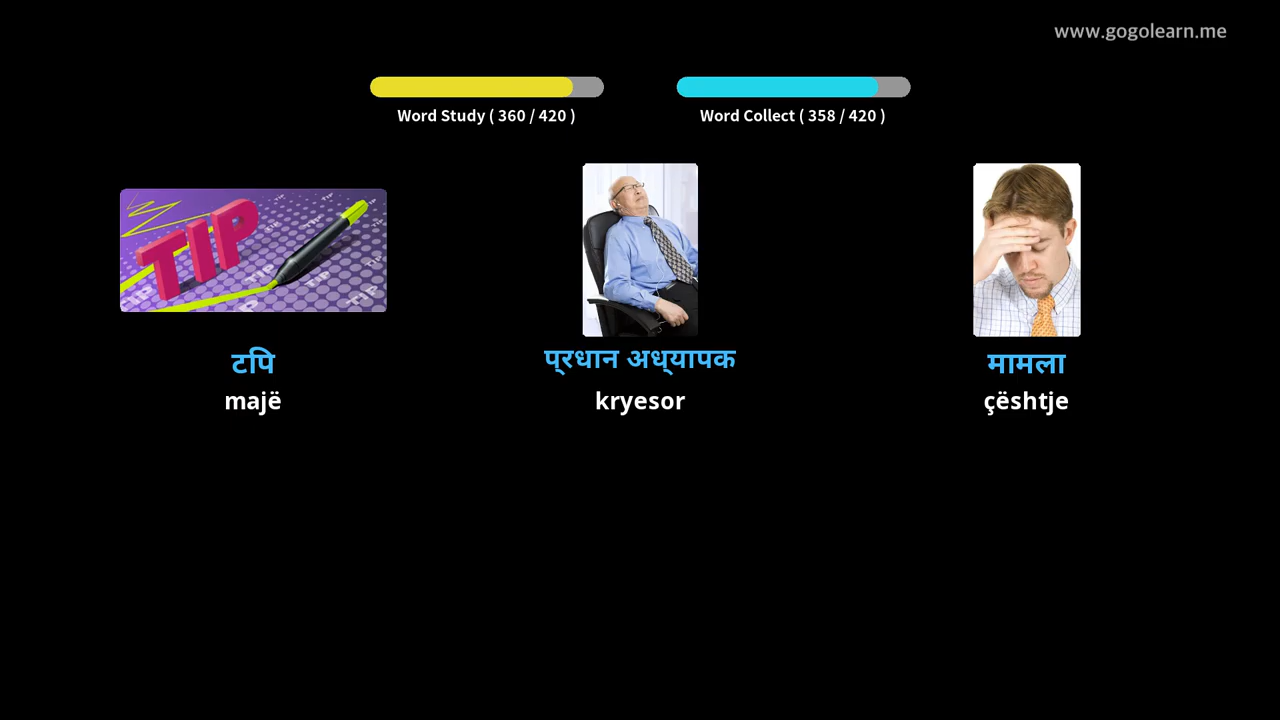 www.gogolearn.me
Word Study ( 360 / 420 )
Word Collect ( 358 / 420 )
TIP
टिप
majë
प्रधान अध्यापक
kryesor
मामला
çështje